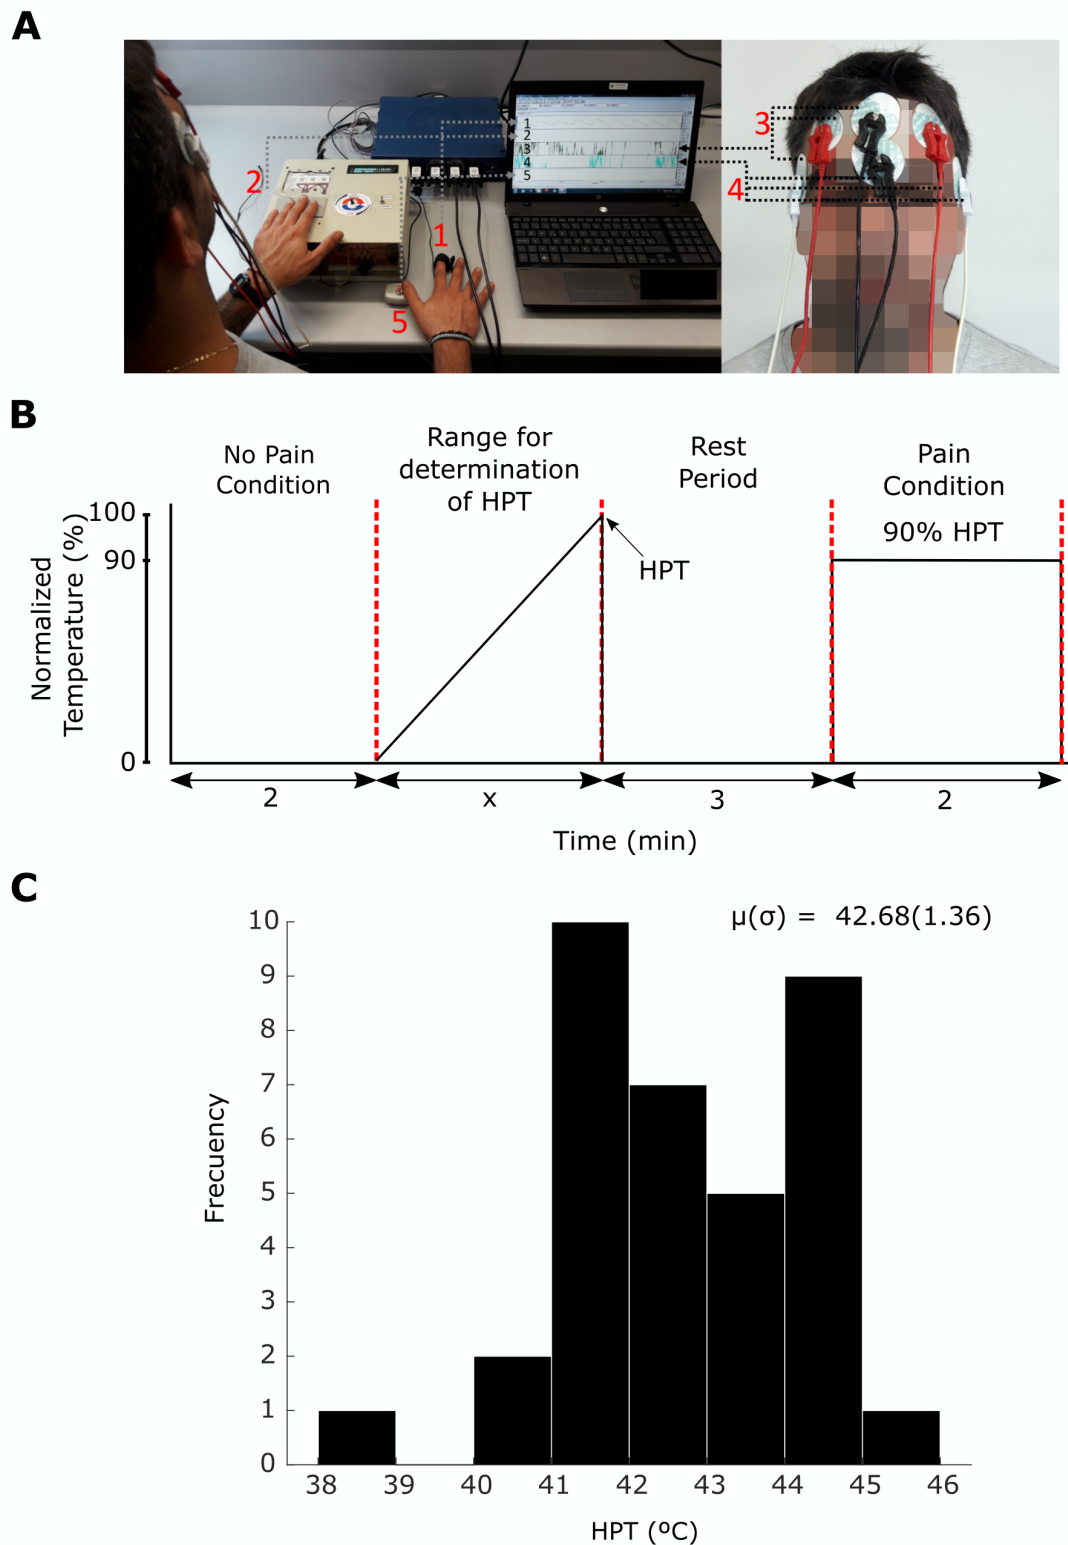 A
1
2
3
4
5
2
1
5
3
4
B
No Pain
Condition
Range for
determination
of HPT
Rest
Period
Pain
Condition
90% HPT
HPT
Normalized
Temperature (%)
100
90
0
2
x
3
2
Time (min)
C
µ(σ) = 42.68(1.36)
Frecuency
10
9
8
7
6
5
4
3
2
1
0
38
39
40
41
42
43
44
45
46
HPT (ºC)